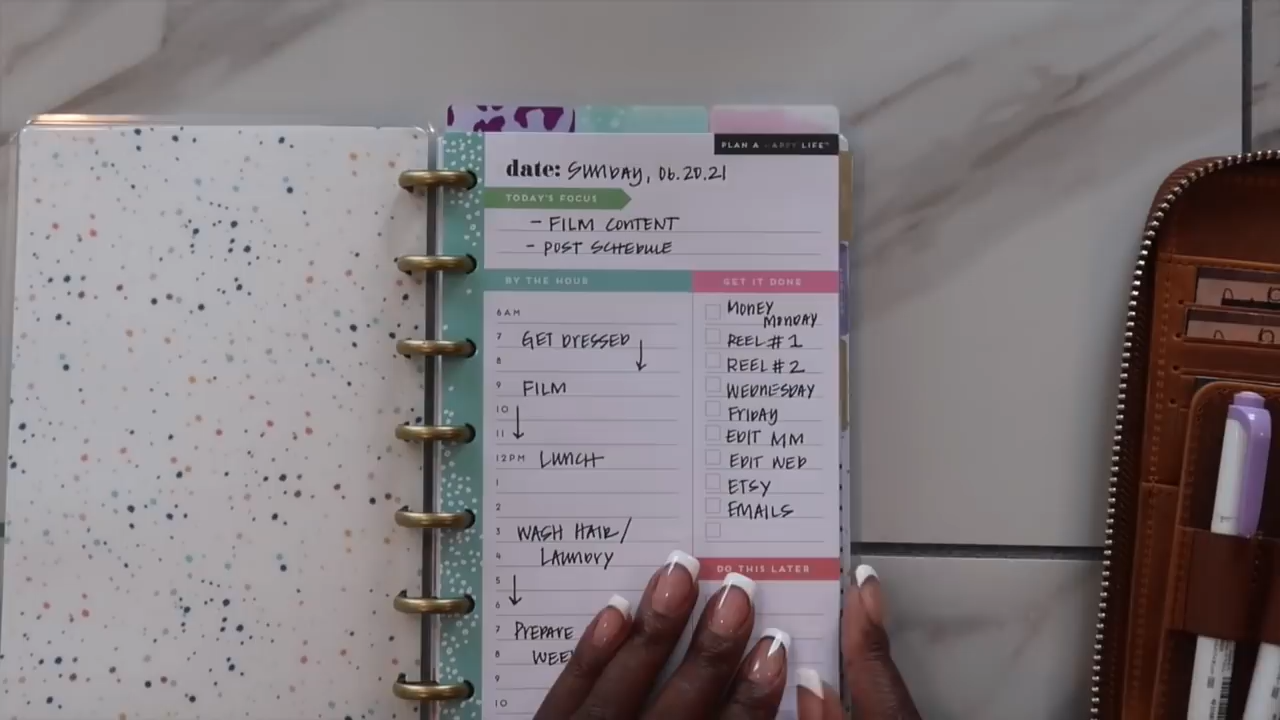 PLAN A HAPPY LIFE™
date: SUNDAY, 06.20.21
TODAY'S FOCUS
- FILM CONTENT
- POST SCHEDULE
BY THE HOUR
6AM
7 GET DRESSED
8
9 FILM
10
11
12PM LUNCH
1
2
3 WASH HAIR/
4 LAUNDRY
5
6
7 PREPARE
8
9
10
GET IT DONE
MONEY
MONDAY
REEL #1
REEL #2
WEDNESDAY
FRIDAY
EDIT MM
EDIT WED
ETSY
EMAILS
DO THIS LATER